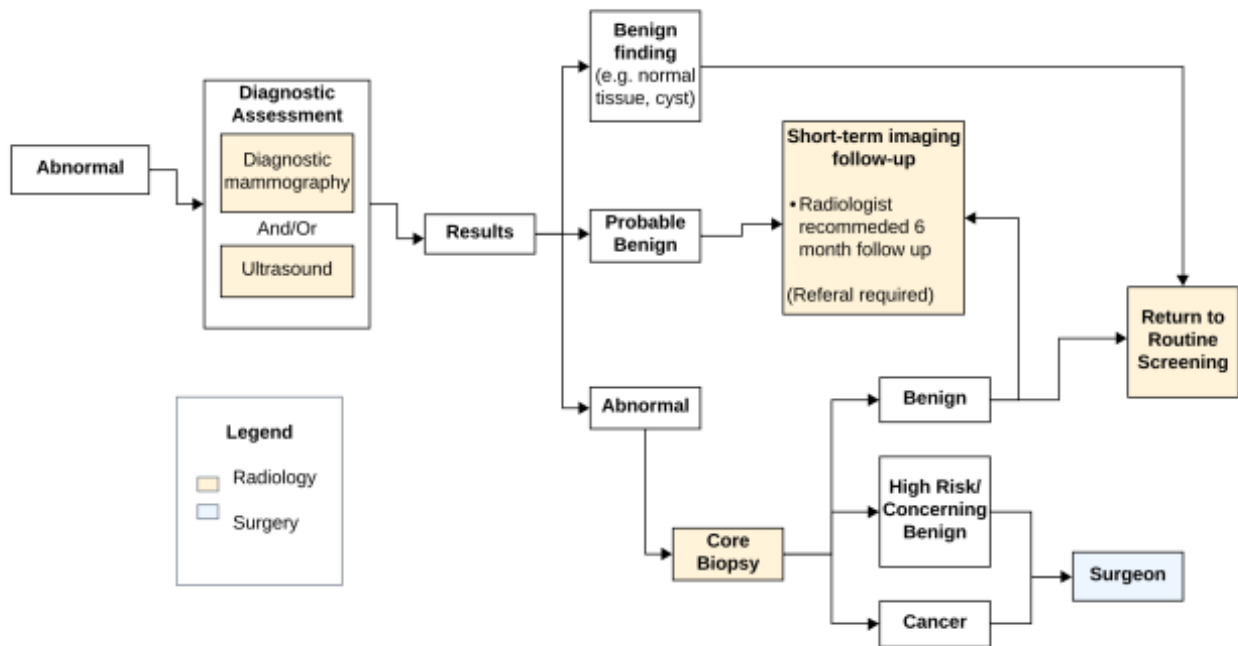 Abnormal
Diagnostic
Assessment
Diagnostic
mammography
And/Or
Ultrasound
Results
Benign
finding
(e.g. normal
tissue, cyst)
Probable
Benign
Short-term imaging
follow-up
• Radiologist
recommeded 6
month follow up
(Referal required)
Return to
Routine
Screening
Abnormal
Core
Biopsy
Benign
High Risk/
Concerning
Benign
Cancer
Surgeon
Legend
Radiology
Surgery